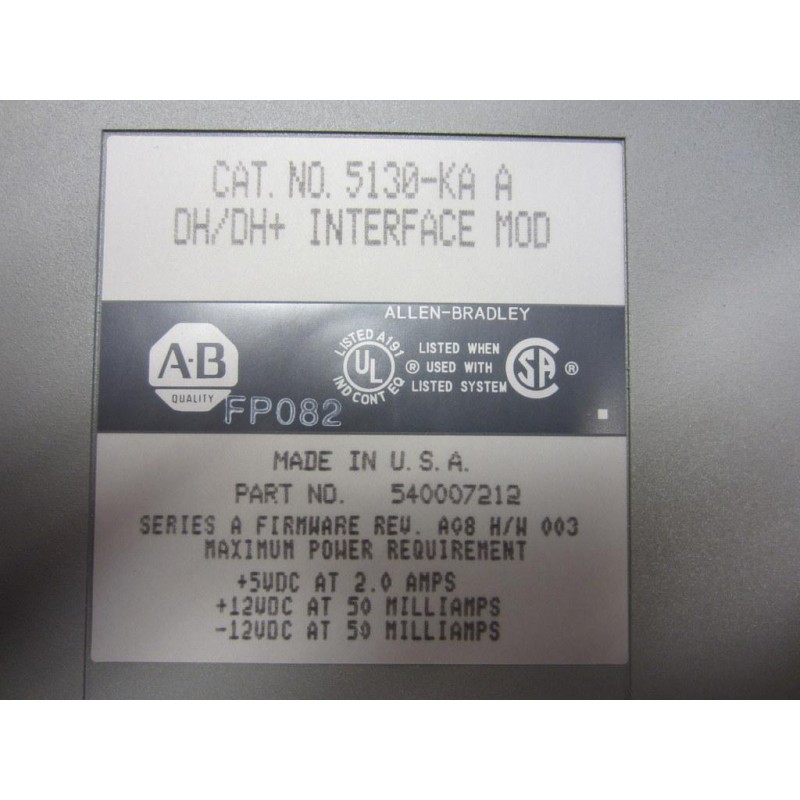 CAT. NO. 5130-KA A
DH/DH+ INTERFACE MOD
ALLEN-BRADLEY
A-B
QUALITY
LISTED A191
UL
IND CONT EQ
®
LISTED WHEN
USED WITH
LISTED SYSTEM
SA
®
FP082
MADE IN U.S.A.
PART NO. 540007212
SERIES A FIRMWARE REV. A08 H/W 003
MAXIMUM POWER REQUIREMENT
+5VDC AT 2.0 AMPS
+12VDC AT 50 MILLIAMPS
-12VDC AT 50 MILLIAMPS